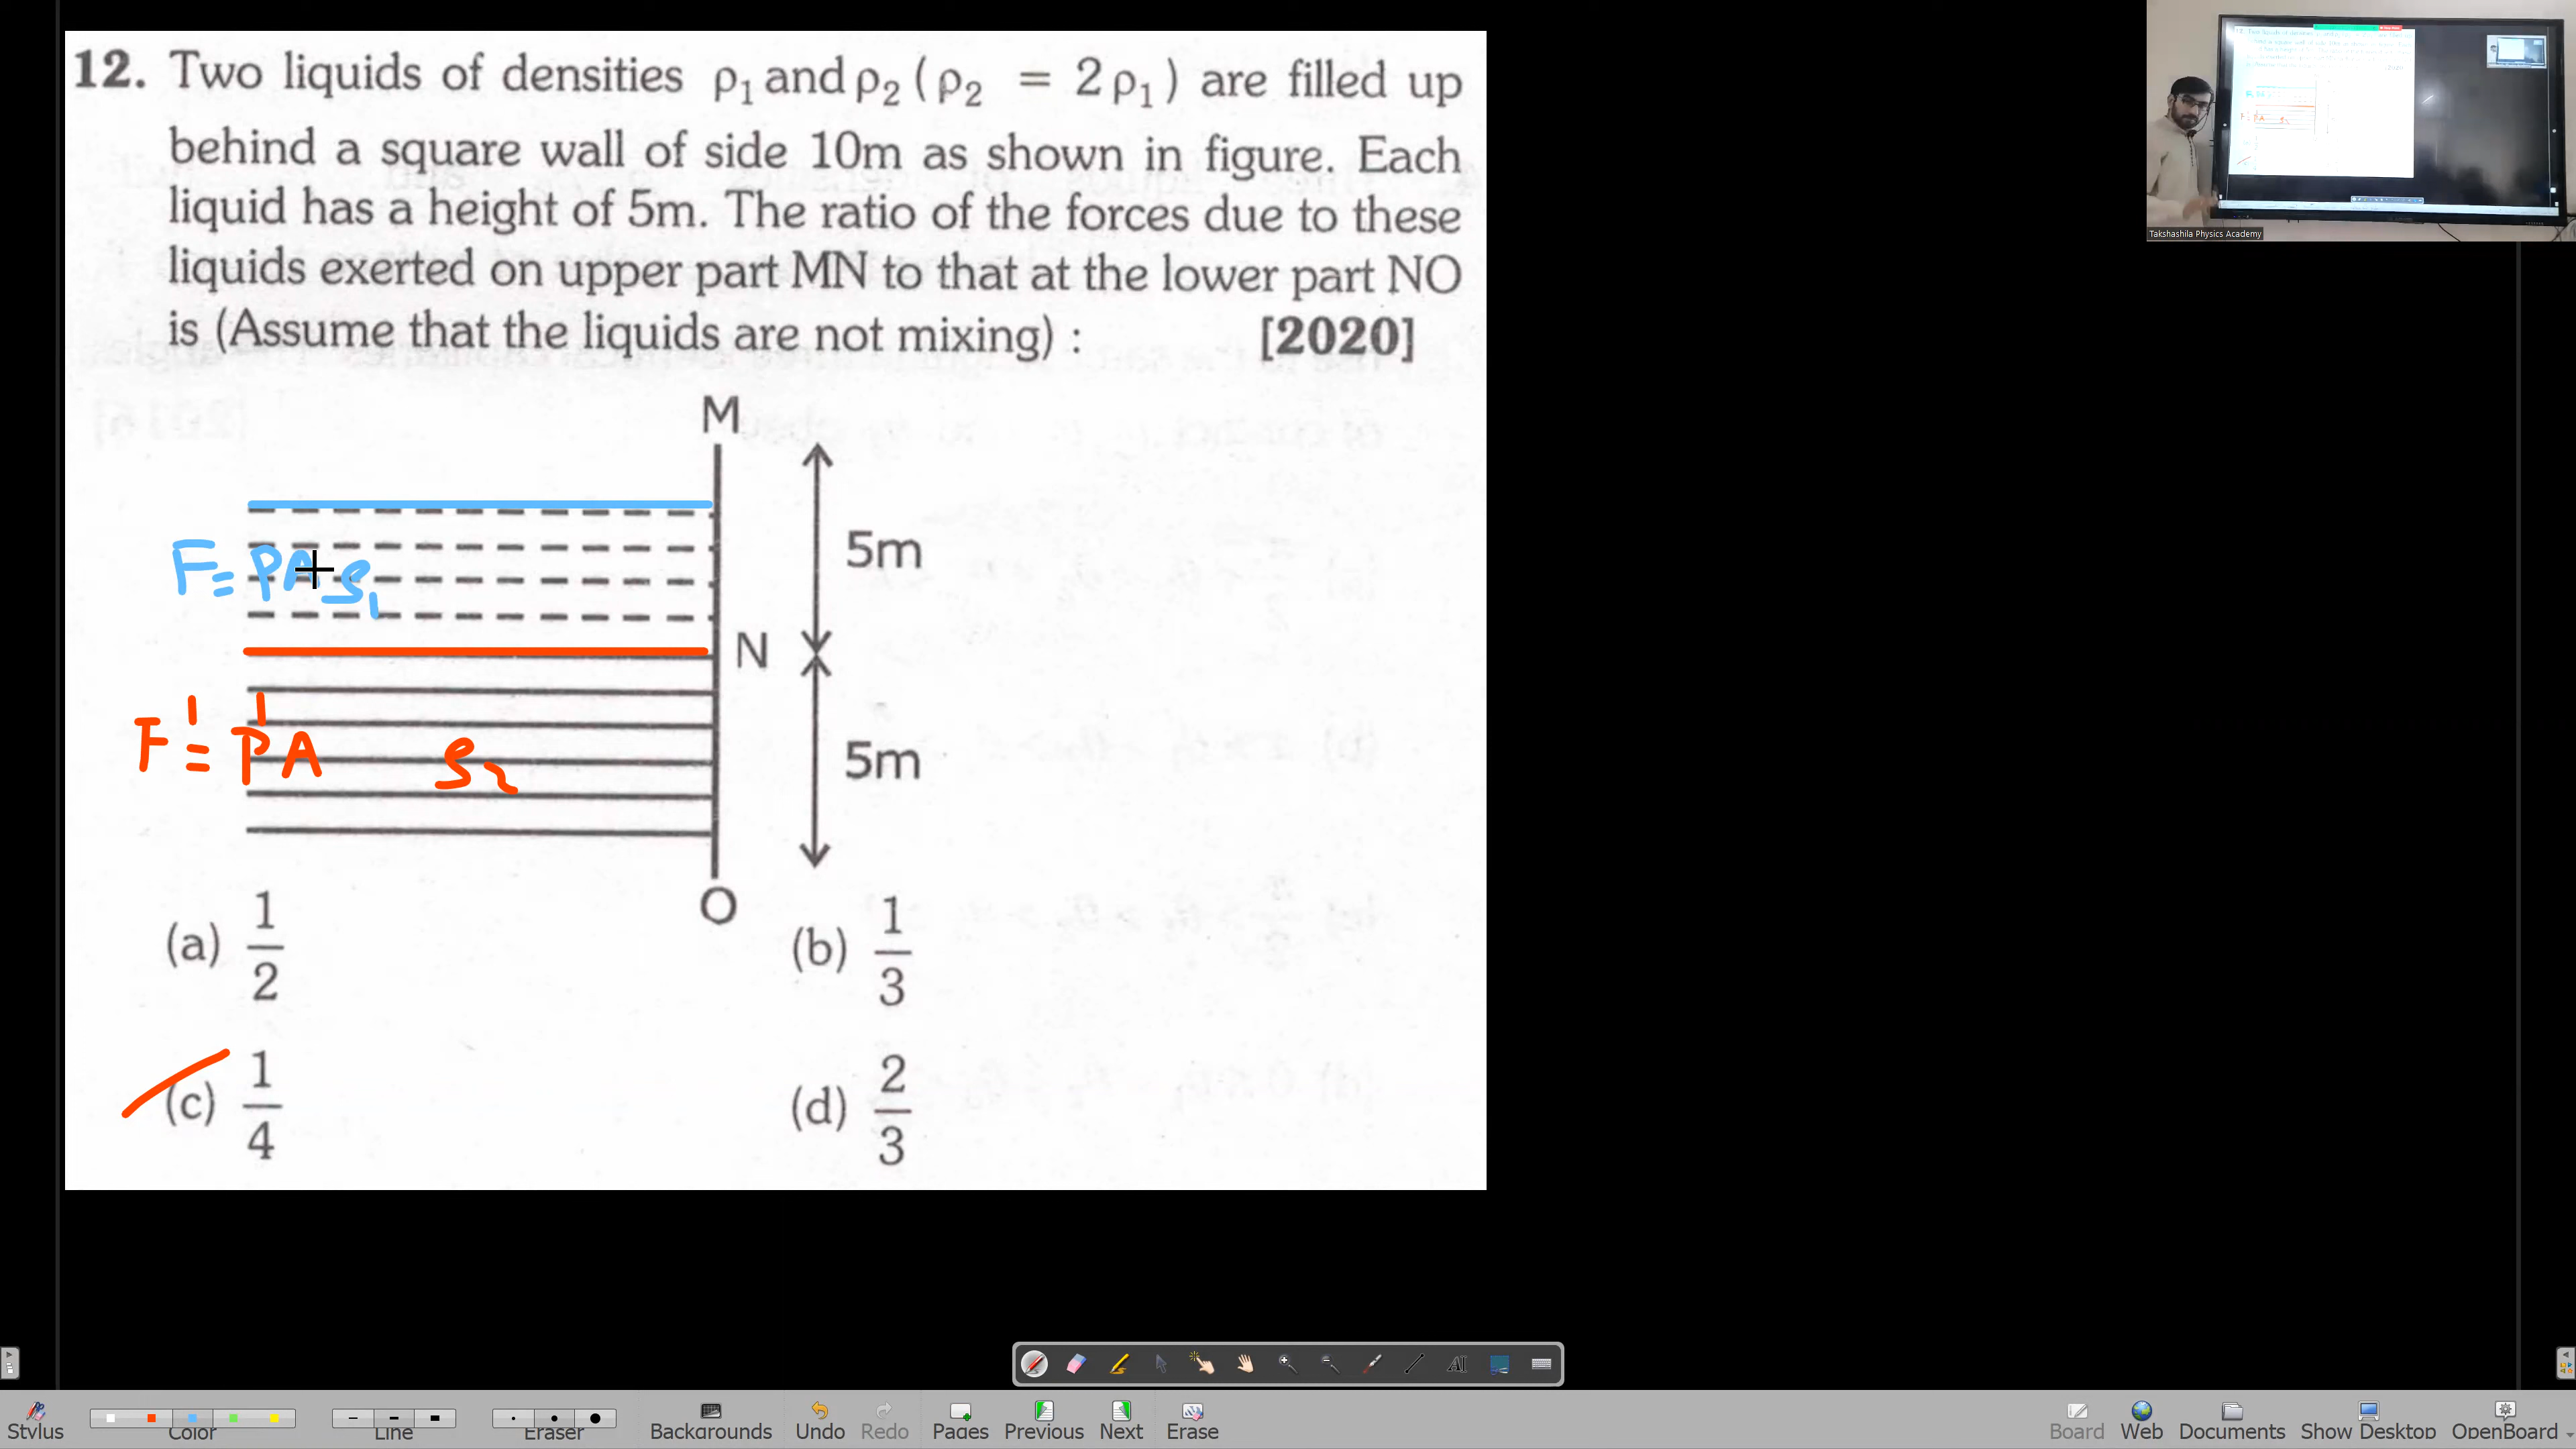 12. Two liquids of densities ρ₁ and ρ₂ ( ρ₂ = 2 ρ₁ ) are filled up
behind a square wall of side 10m as shown in figure. Each
liquid has a height of 5m. The ratio of the forces due to these
liquids exerted on upper part MN to that at the lower part NO
is (Assume that the liquids are not mixing) : [2020]
M
F = PA ρ₁
5m
N
F' = P'A ρ₂
5m
O
(a) 1/2 (b) 1/3
(c) 1/4 (d) 2/3
Takshashila Physics Academy
Stylus Color Line Eraser Backgrounds Undo Redo Pages Previous Next Erase Board Web Documents Show Desktop OpenBoard